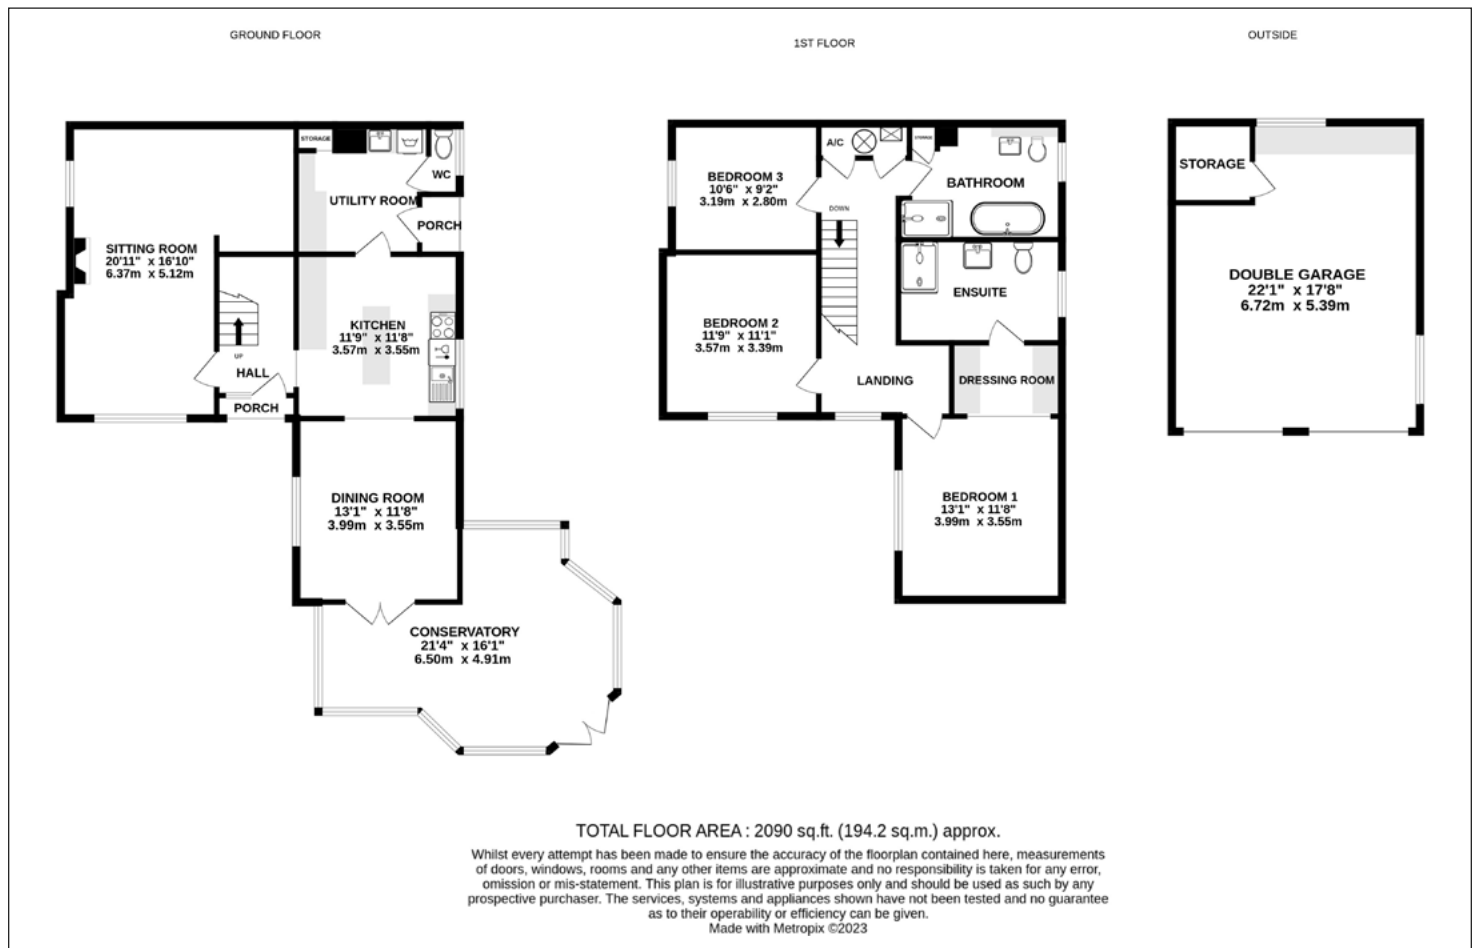 GROUND FLOOR
1ST FLOOR
OUTSIDE
STORAGE
WC
UTILITY ROOM
PORCH
SITTING ROOM
20'11" x 16'10"
6.37m x 5.12m
KITCHEN
11'9" x 11'8"
3.57m x 3.55m
UP
HALL
PORCH
DINING ROOM
13'1" x 11'8"
3.99m x 3.55m
CONSERVATORY
21'4" x 16'1"
6.50m x 4.91m
A/C
STORAGE
BEDROOM 3
10'6" x 9'2"
3.19m x 2.80m
BATHROOM
DOWN
ENSUITE
BEDROOM 2
11'9" x 11'1"
3.57m x 3.39m
LANDING
DRESSING ROOM
BEDROOM 1
13'1" x 11'8"
3.99m x 3.55m
STORAGE
DOUBLE GARAGE
22'1" x 17'8"
6.72m x 5.39m
TOTAL FLOOR AREA : 2090 sq.ft. (194.2 sq.m.) approx.
Whilst every attempt has been made to ensure the accuracy of the floorplan contained here, measurements
of doors, windows, rooms and any other items are approximate and no responsibility is taken for any error,
omission or mis-statement. This plan is for illustrative purposes only and should be used as such by any
prospective purchaser. The services, systems and appliances shown have not been tested and no guarantee
as to their operability or efficiency can be given.
Made with Metropix ©2023